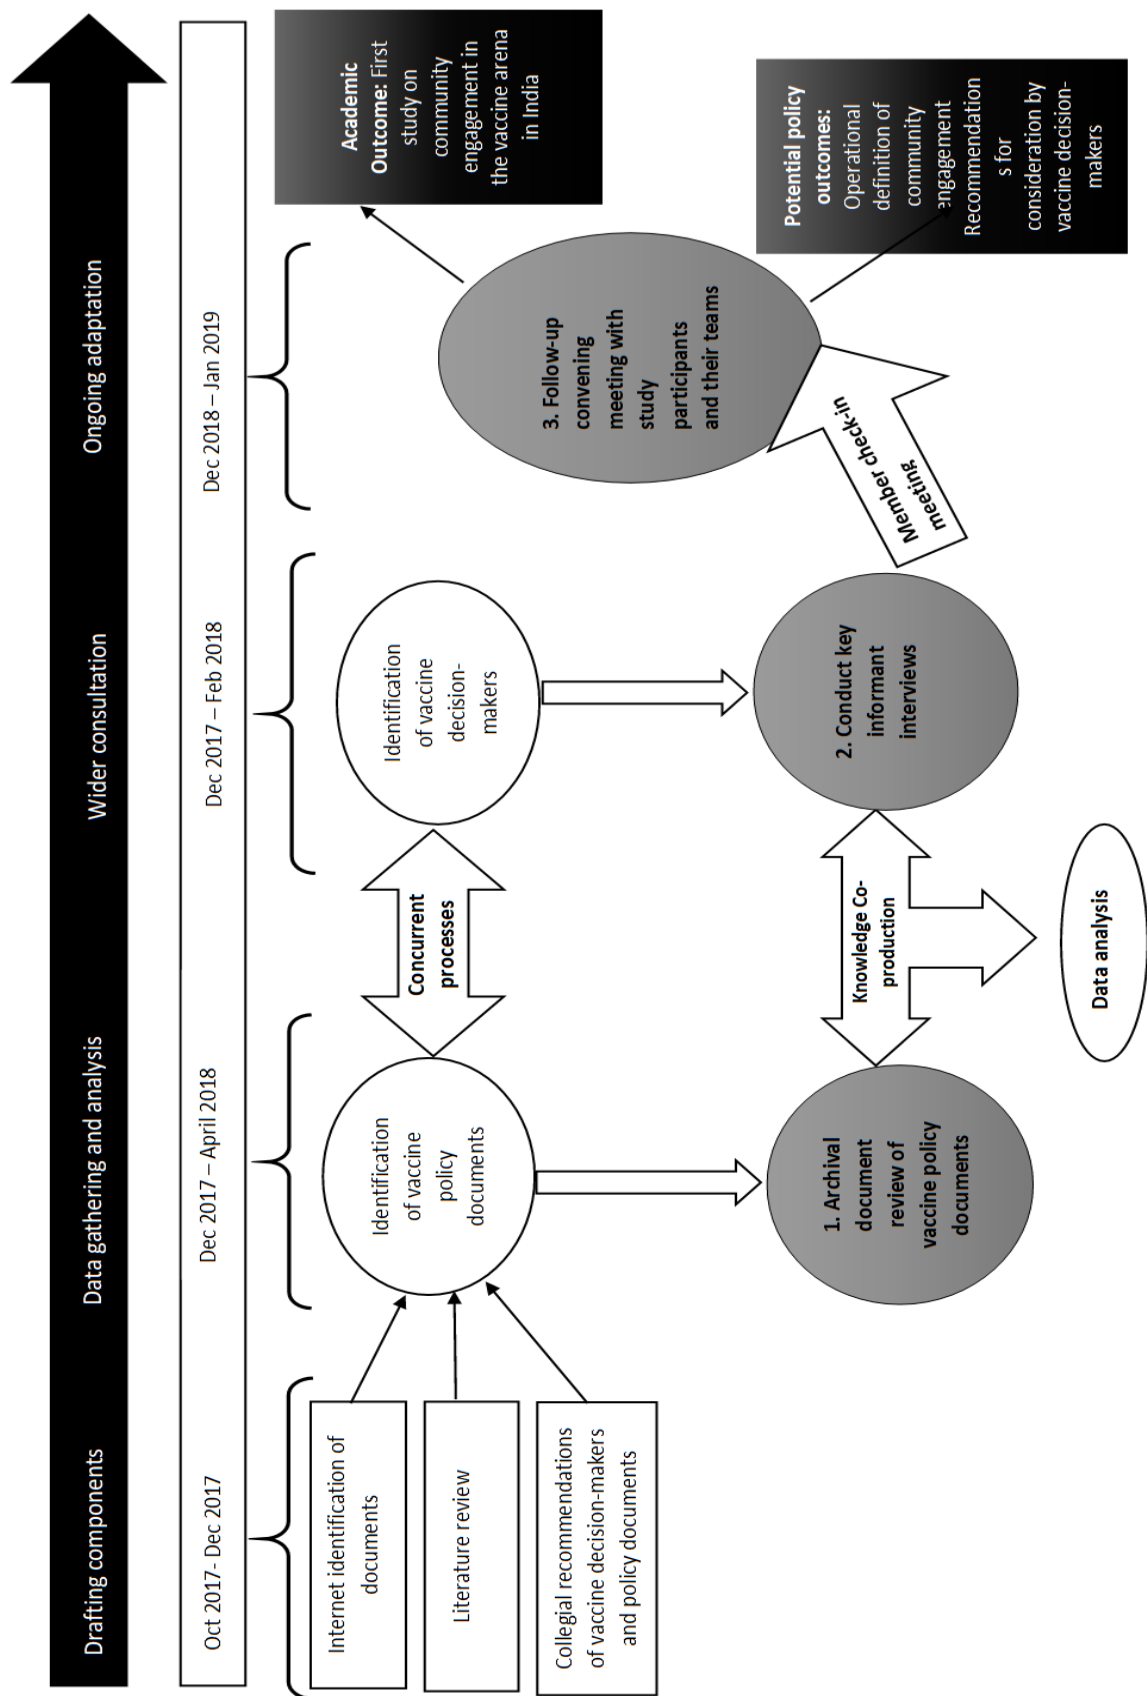 Drafting components
Data gathering and analysis
Wider consultation
Ongoing adaptation
Oct 2017- Dec 2017
Dec 2017 – April 2018
Dec 2017 – Feb 2018
Dec 2018 – Jan 2019
Internet identification of
documents
Literature review
Collegial recommendations
of vaccine decision-makers
and policy documents
Identification
of vaccine
policy
documents
Concurrent
processes
Identification
of vaccine
decision-
makers
1. Archival
document
review of
vaccine policy
documents
Knowledge Co-
production
Data analysis
2. Conduct key
informant
interviews
Member check-in
meeting
3. Follow-up
convening
meeting with
study
participants
and their teams
Academic
Outcome: First
study on
community
engagement in
the vaccine arena
in India
Potential policy
outcomes:
Operational
definition of
community
engagement
Recommendation
s for
consideration by
vaccine decision-
makers